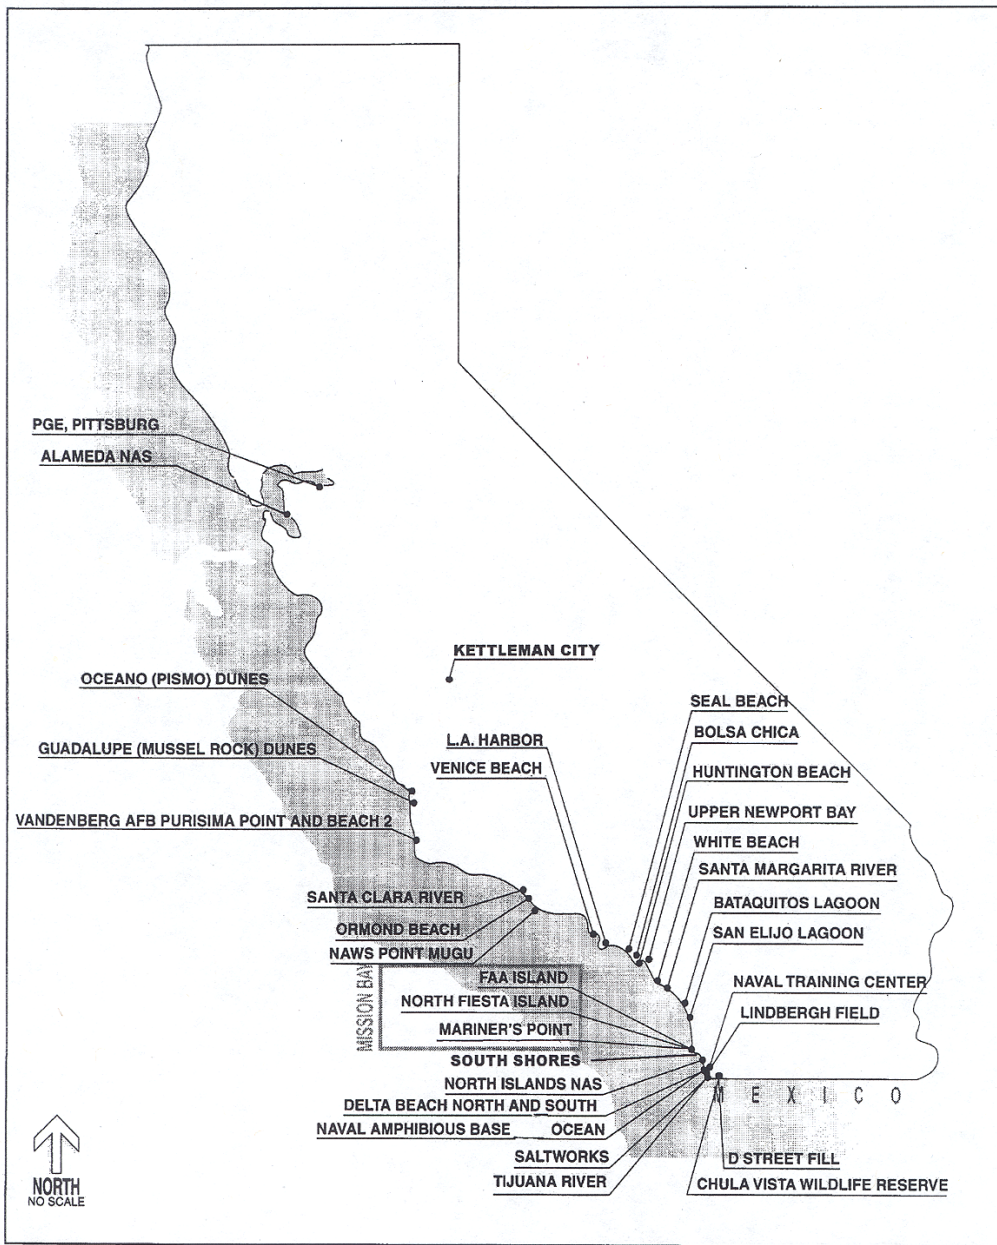 PGE, PITTSBURG
ALAMEDA NAS
KETTLEMAN CITY
OCEANO (PISMO) DUNES
SEAL BEACH
BOLSA CHICA
L.A. HARBOR
GUADALUPE (MUSSEL ROCK) DUNES
VENICE BEACH
HUNTINGTON BEACH
VANDENBERG AFB PURISIMA POINT AND BEACH 2
UPPER NEWPORT BAY
WHITE BEACH
SANTA MARGARITA RIVER
SANTA CLARA RIVER
BATAQUITOS LAGOON
ORMOND BEACH
SAN ELIJO LAGOON
NAWS POINT MUGU
MISSION BAY
FAA ISLAND
NAVAL TRAINING CENTER
NORTH FIESTA ISLAND
LINDBERGH FIELD
MARINER'S POINT
SOUTH SHORES
NORTH ISLANDS NAS
MEXICO
DELTA BEACH NORTH AND SOUTH
NAVAL AMPHIBIOUS BASE OCEAN
SALTWORKS
D STREET FILL
TIJUANA RIVER
CHULA VISTA WILDLIFE RESERVE
NORTH
NO SCALE